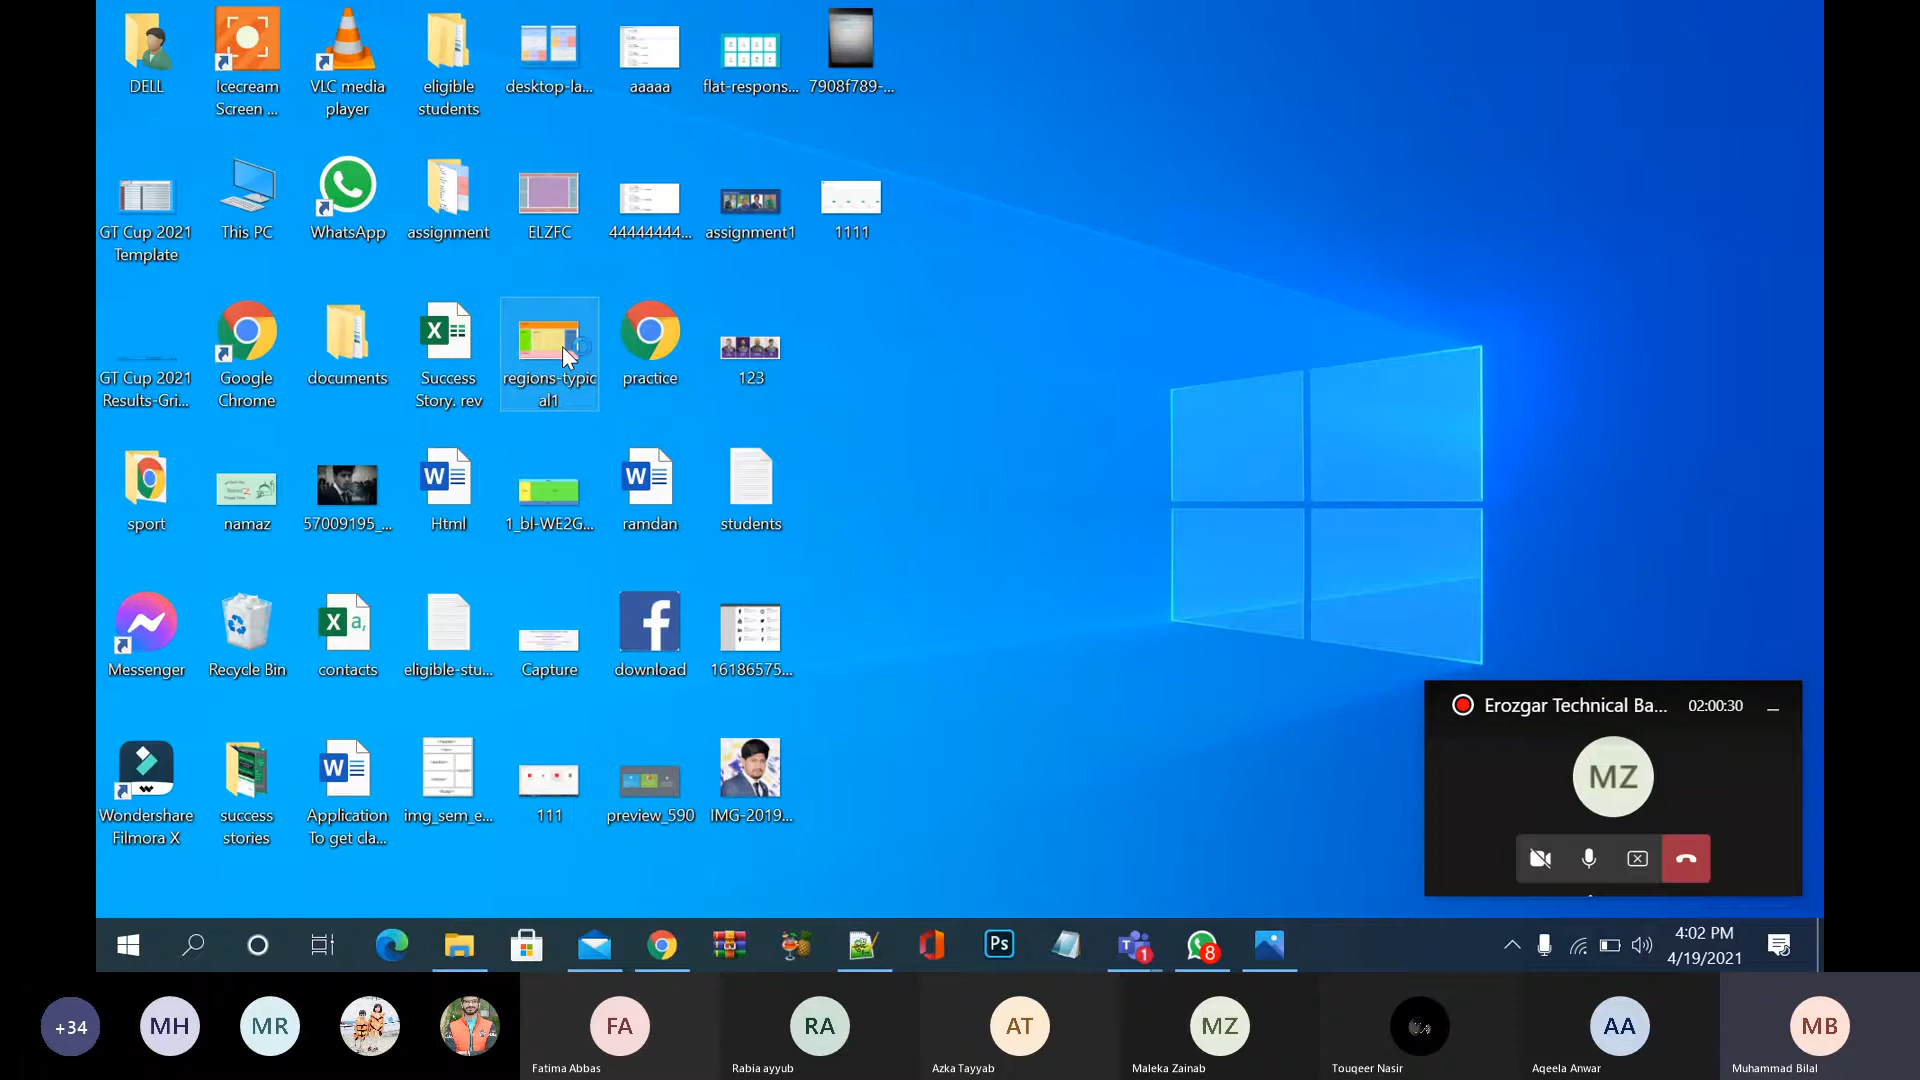 DELL
Icecream
Screen ...
VLC media
player
eligible
students
desktop-la...
aaaaa
flat-respons...
7908f789-...
GT Cup 2021
Template
This PC
WhatsApp
assignment
ELZFC
44444444...
assignment1
1111
GT Cup 2021
Results-Gri...
Google
Chrome
documents
Success
Story. rev
regions-typic
al1
practice
123
sport
namaz
57009195_...
Html
1_bl-WE2G...
ramdan
students
Messenger
Recycle Bin
contacts
eligible-stu...
Capture
download
16186575...
Wondershare
Filmora X
success
stories
Application
To get cla...
img_sem_e...
111
preview_590
IMG-2019...
Erozgar Technical Ba...
02:00:30
MZ
Ps
1
8
4:02 PM
4/19/2021
+34
MH
MR
FA
Fatima Abbas
RA
Rabia ayyub
AT
Azka Tayyab
MZ
Maleka Zainab
Touqeer Nasir
AA
Aqeela Anwar
MB
Muhammad Bilal